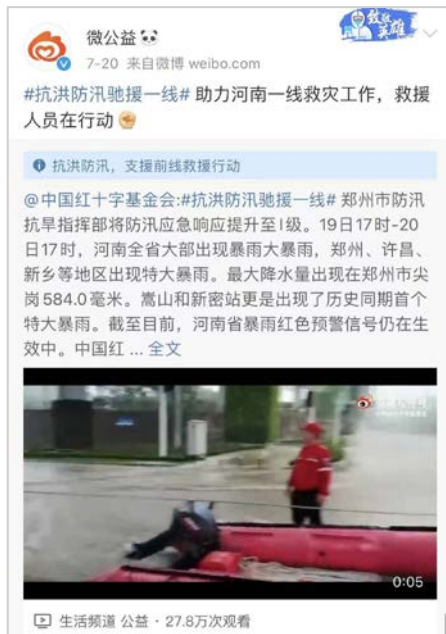 致敬
英雄
微公益
7-20 来自微博 weibo.com
#抗洪防汛驰援一线# 助力河南一线救灾工作，救援
人员在行动
抗洪防汛，支援前线救援行动
@中国红十字基金会:#抗洪防汛驰援一线# 郑州市防汛
抗旱指挥部将防汛应急响应提升至I级。19日17时-20
日17时，河南全省大部出现暴雨大暴雨，郑州、许昌、
新乡等地区出现特大暴雨。最大降水量出现在郑州市尖
岗584.0毫米。嵩山和新密站更是出现了历史同期首个
特大暴雨。截至目前，河南省暴雨红色预警信号仍在生
效中。中国红 ... 全文
0:05
生活频道 公益 · 27.8万次观看